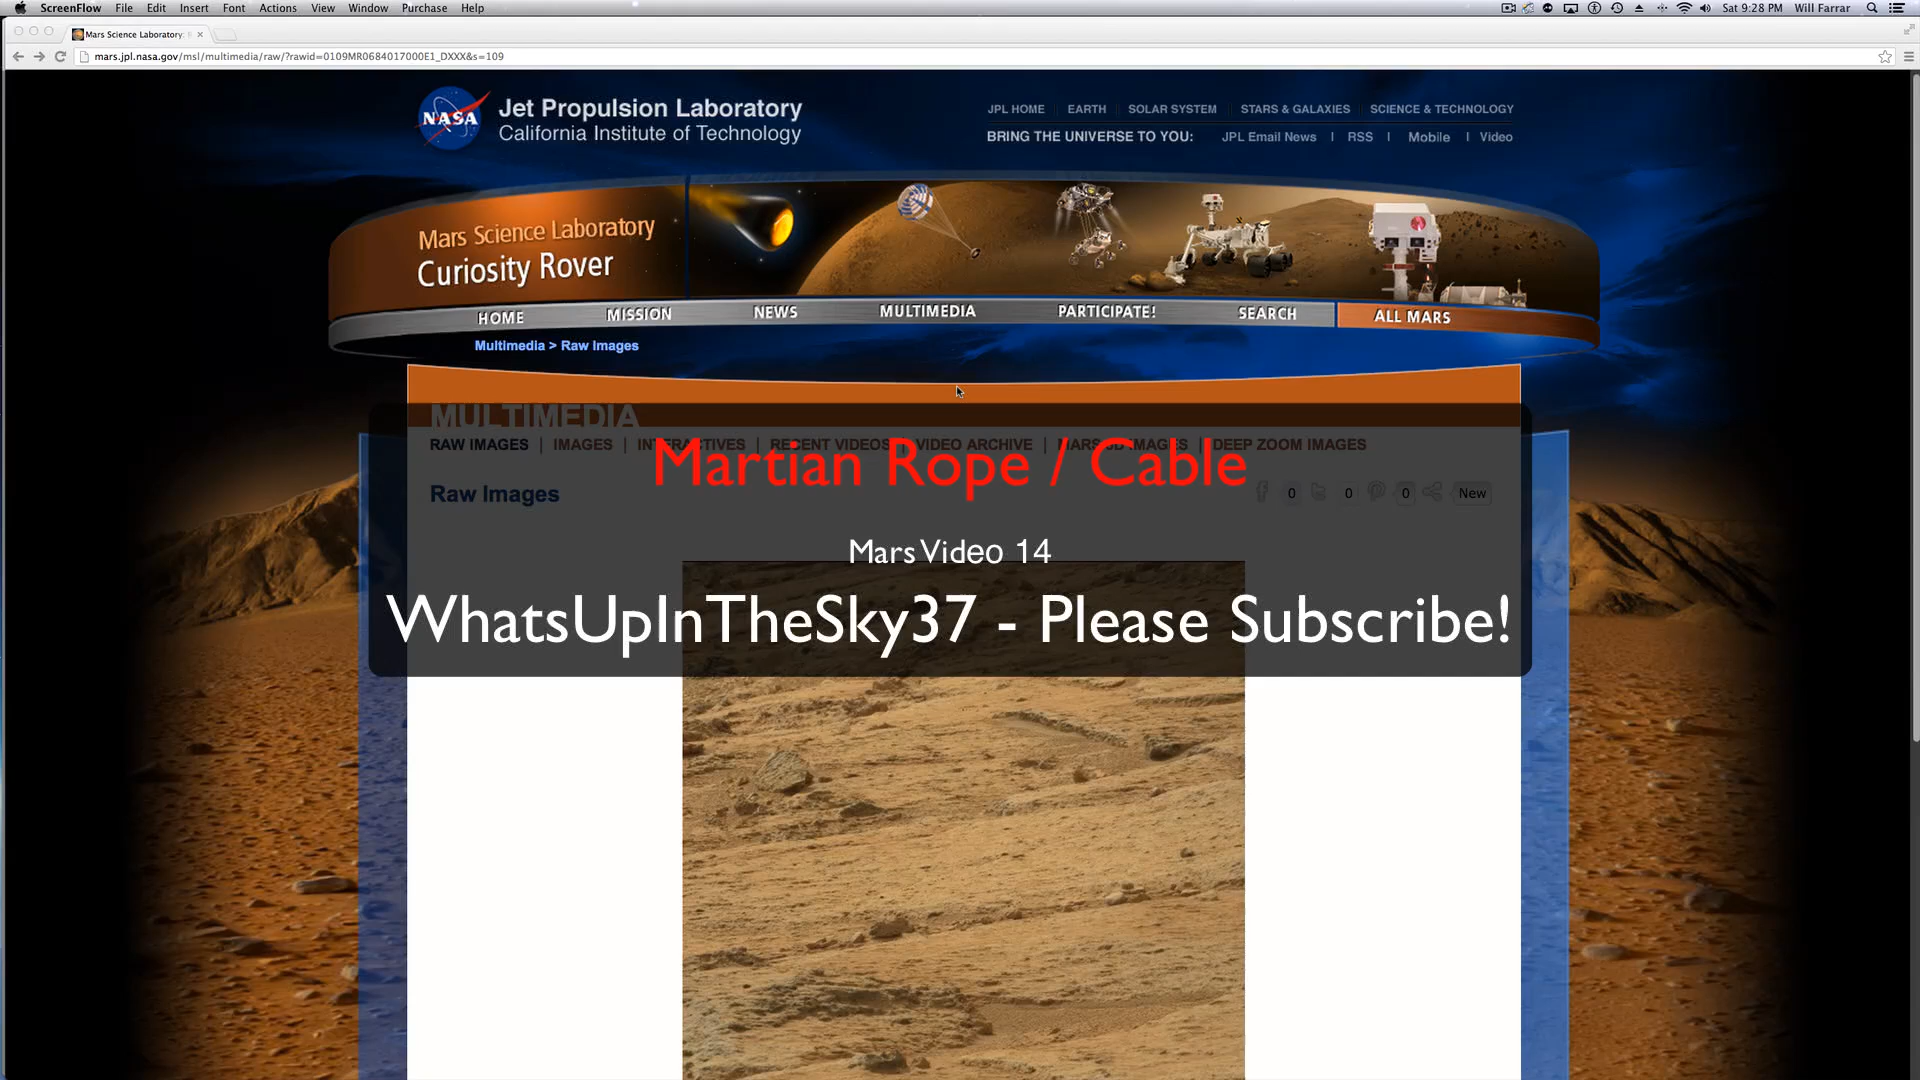 ScreenFlow File Edit Insert Font Actions View Window Purchase Help Sat 9:28 PM Will Farrar
Mars Science Laboratory:
mars.jpl.nasa.gov/msl/multimedia/raw/?rawid=0109MR0684017000E1_DXXX&s=109
NASA
Jet Propulsion Laboratory
California Institute of Technology
JPL HOME EARTH SOLAR SYSTEM STARS & GALAXIES SCIENCE & TECHNOLOGY
BRING THE UNIVERSE TO YOU: JPL Email News | RSS | Mobile | Video
Mars Science Laboratory
Curiosity Rover
HOME MISSION NEWS MULTIMEDIA PARTICIPATE! SEARCH ALL MARS
Multimedia > Raw Images
MULTIMEDIA
RAW IMAGES | IMAGES | INTERACTIVES | RECENT VIDEOS | VIDEO ARCHIVE | MARS 3D IMAGES | DEEP ZOOM IMAGES
Martian Rope / Cable
Raw Images
0 0 0 New
Mars Video 14
WhatsUpInTheSky37 - Please Subscribe!